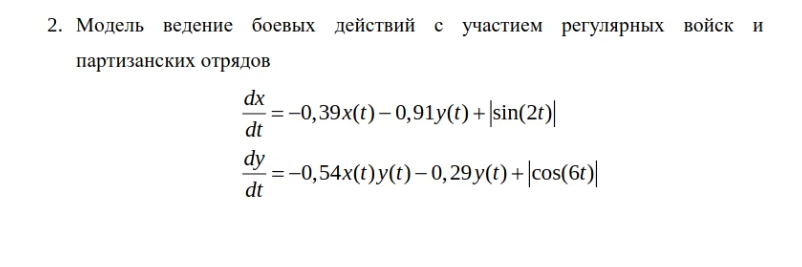 2. Модель ведение боевых действий с участием регулярных войск и
партизанских отрядов
dx/dt = −0,39x(t) − 0,91y(t) + |sin(2t)|
dy/dt = −0,54x(t)y(t) − 0,29y(t) + |cos(6t)|